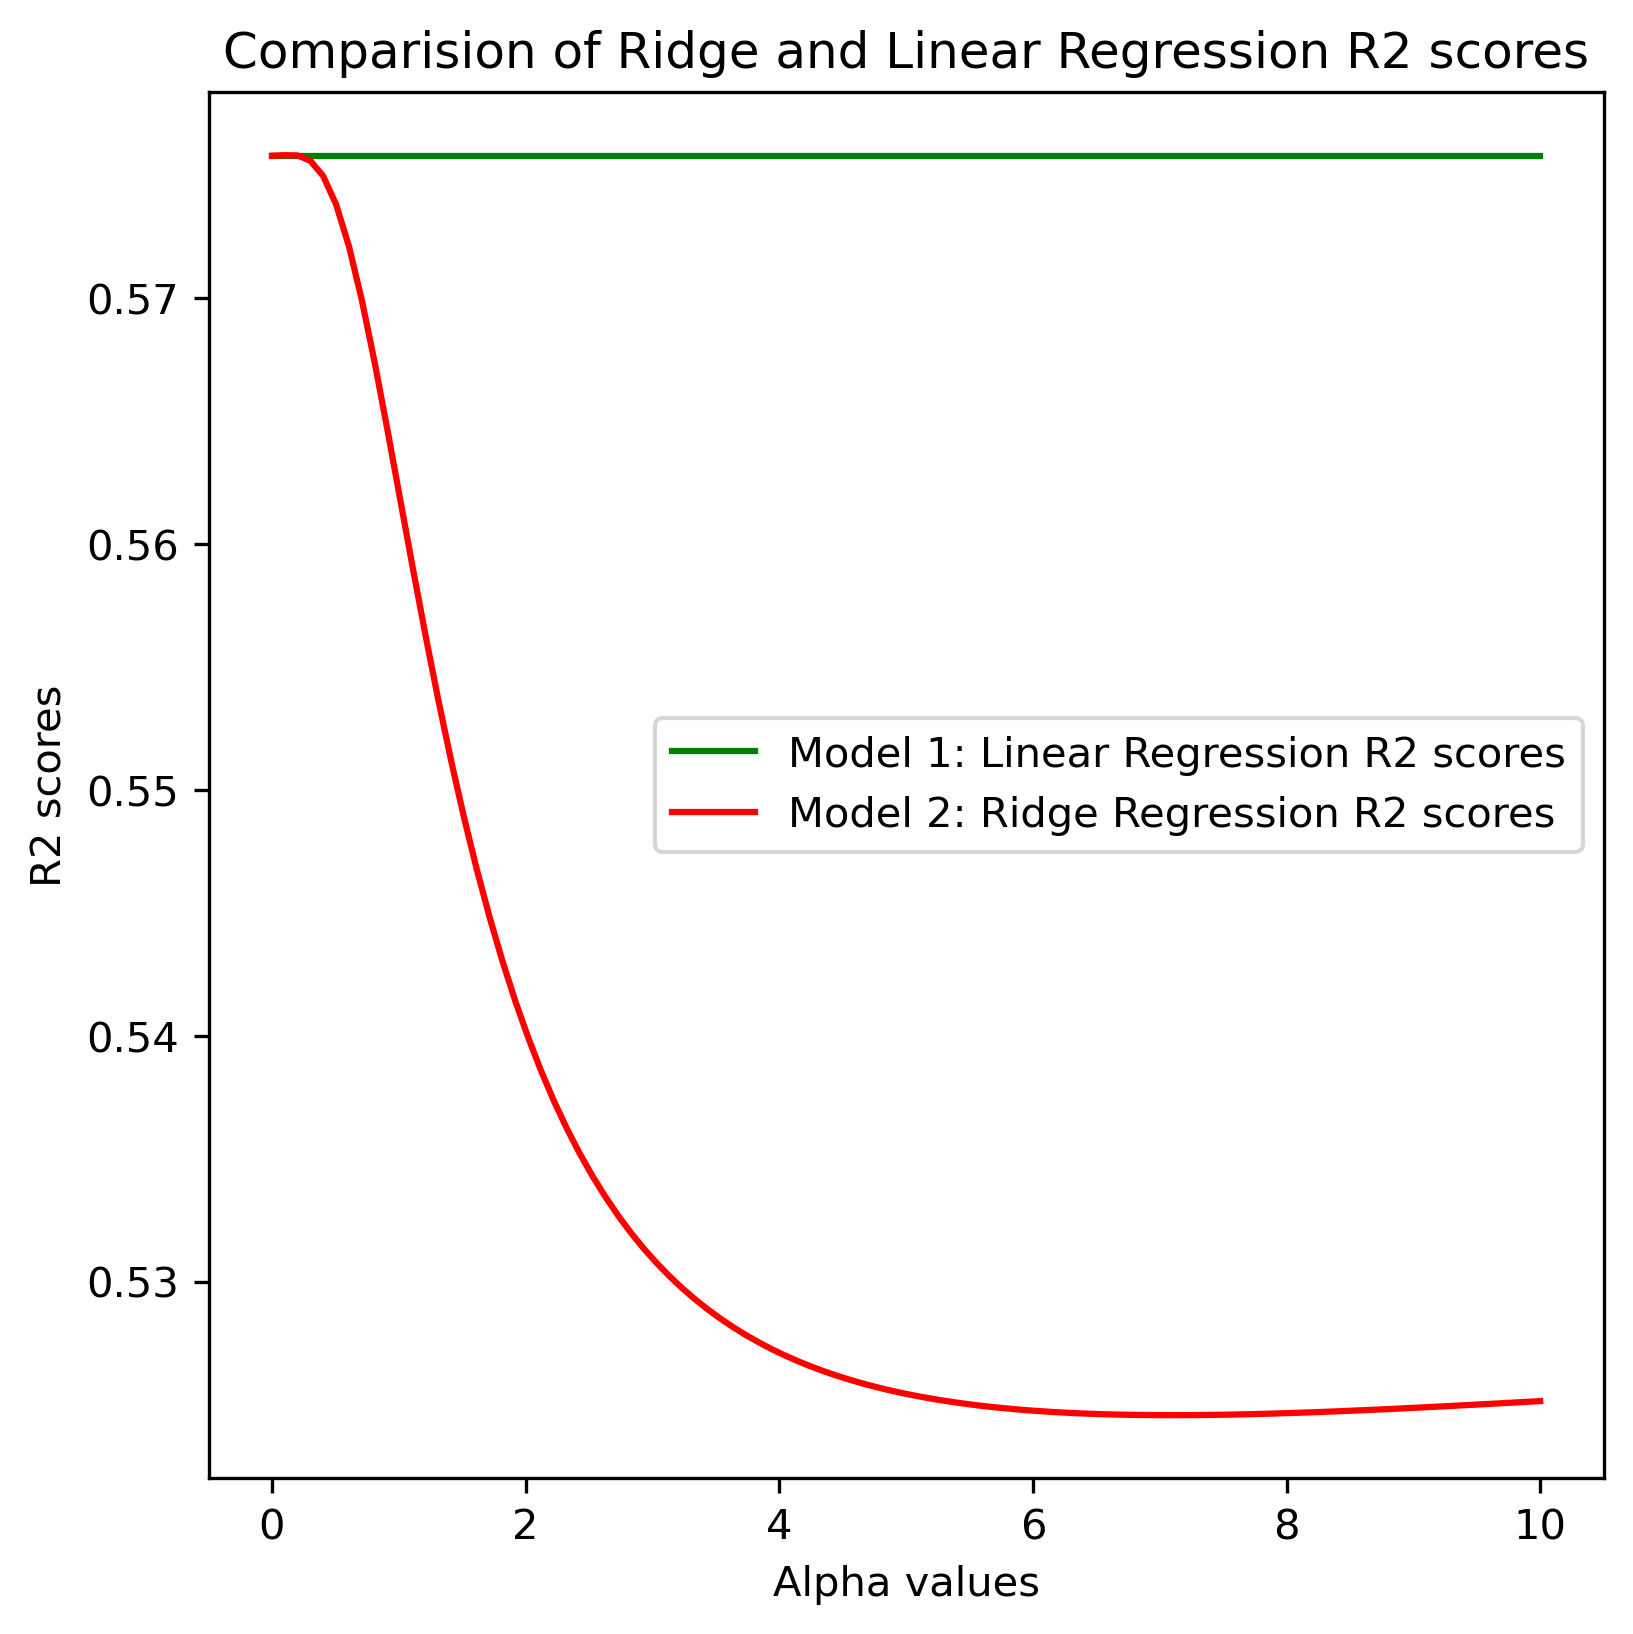 Comparision of Ridge and Linear Regression R2 scores
0.57
0.56
0.55
0.54
0.53
R2 scores
Model 1: Linear Regression R2 scores
Model 2: Ridge Regression R2 scores
0 2 4 6 8 10
Alpha values